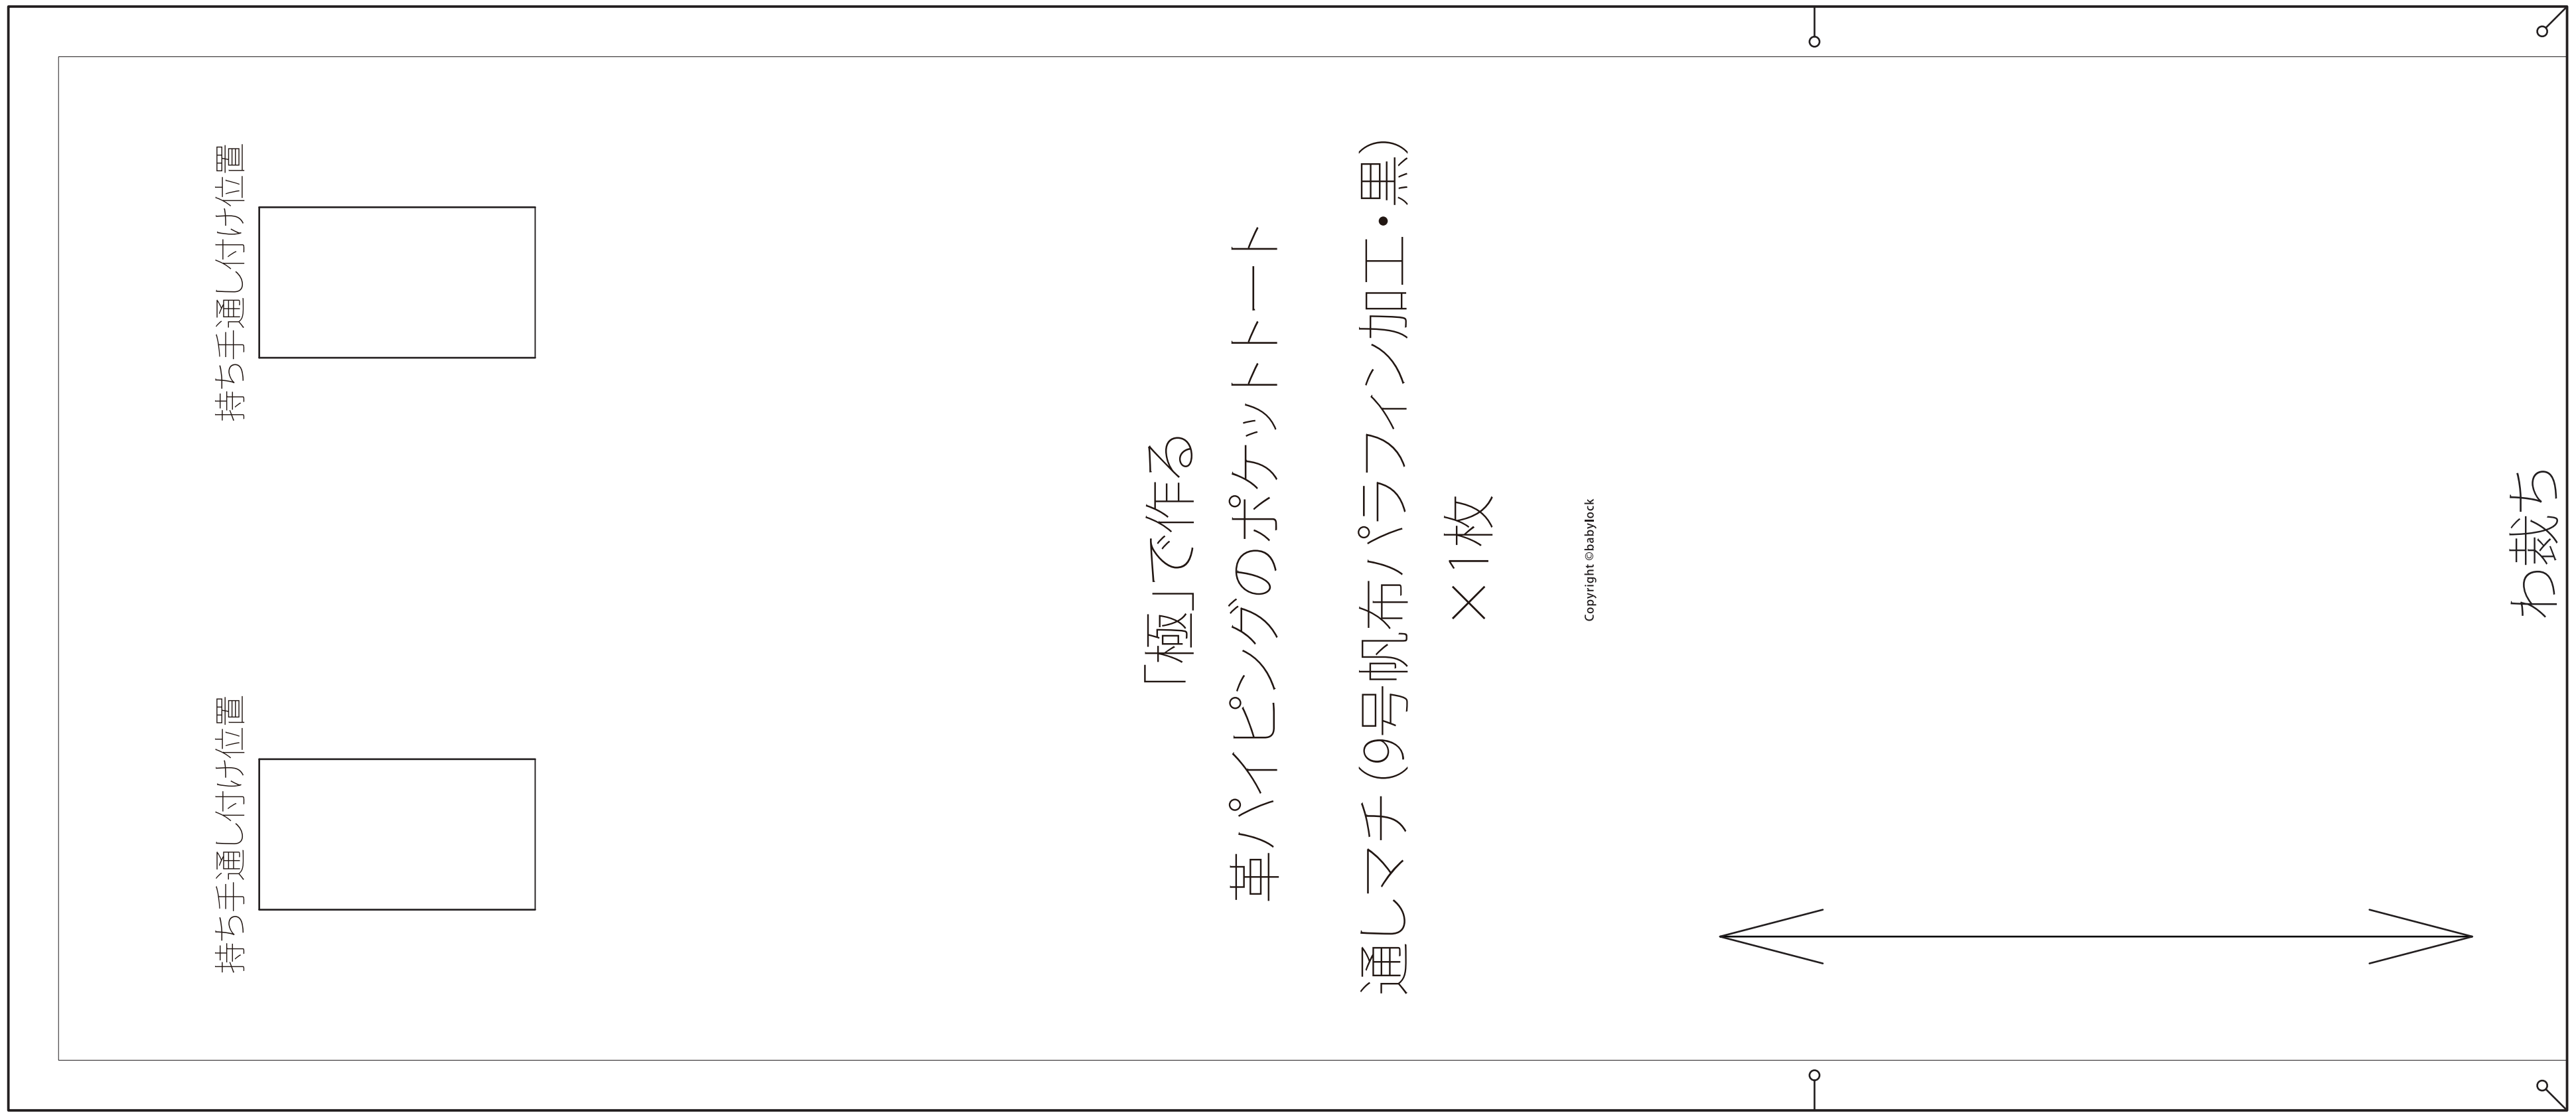 持ち手通し付け位置
持ち手通し付け位置
「極」で作る
革パイピングのポケットトート
通しマチ (9号帆布パラフィン加工・黒)
×1枚
Copyright ©babylock
わ裁ち